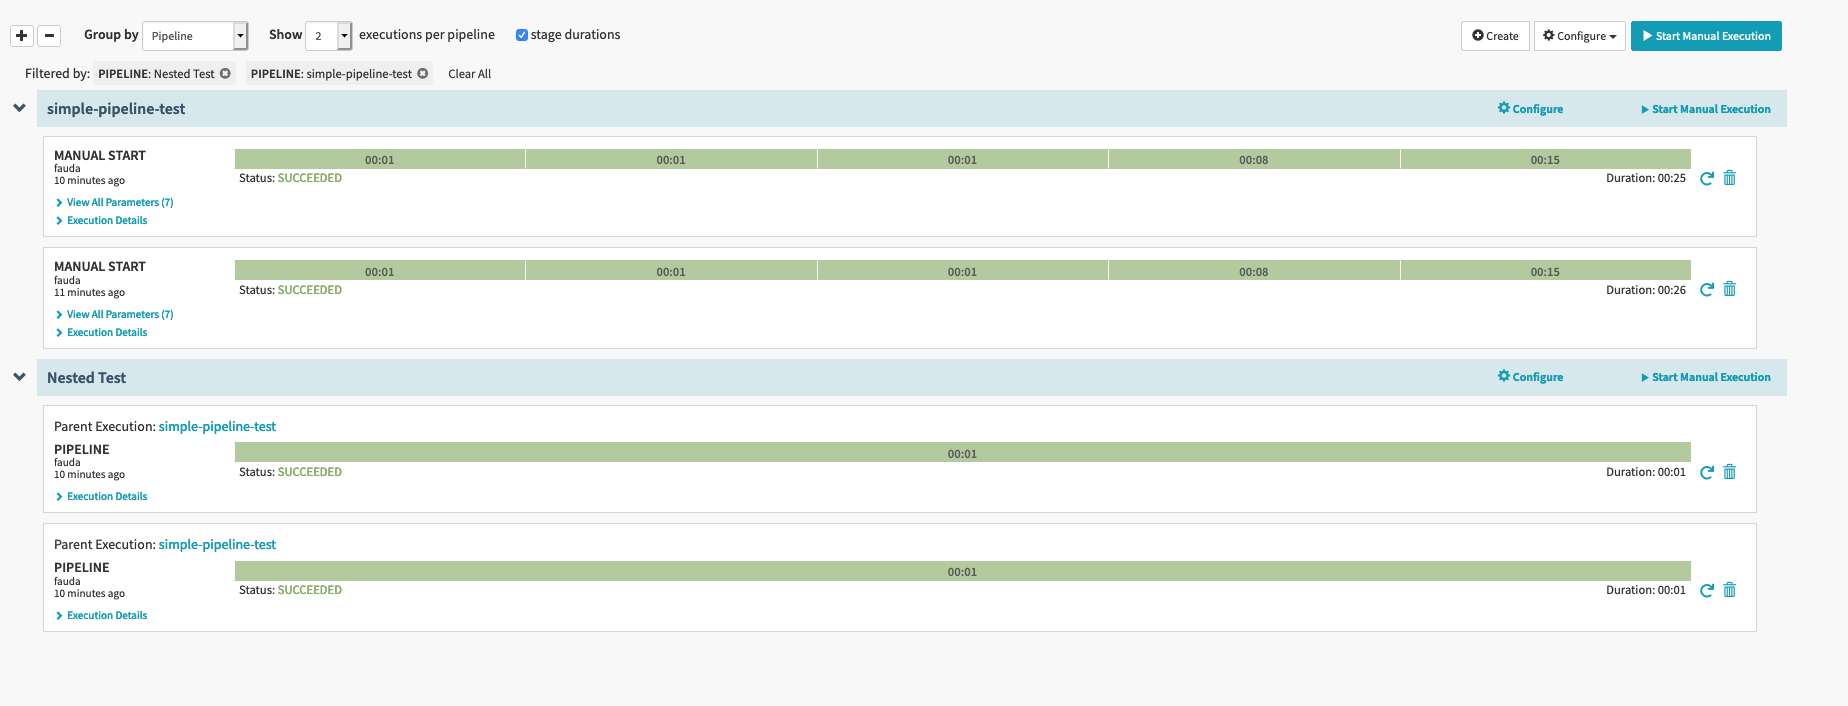 Group by Pipeline Show 2 executions per pipeline stage durations Create Configure Start Manual Execution
Filtered by: PIPELINE: Nested Test PIPELINE: simple-pipeline-test Clear All
simple-pipeline-test Configure Start Manual Execution
MANUAL START
fauda
10 minutes ago
00:01 00:01 00:01 00:08 00:15
Status: SUCCEEDED Duration: 00:25
View All Parameters (7)
Execution Details
MANUAL START
fauda
11 minutes ago
00:01 00:01 00:01 00:08 00:15
Status: SUCCEEDED Duration: 00:26
View All Parameters (7)
Execution Details
Nested Test Configure Start Manual Execution
Parent Execution: simple-pipeline-test
PIPELINE
fauda
10 minutes ago
00:01
Status: SUCCEEDED Duration: 00:01
Execution Details
Parent Execution: simple-pipeline-test
PIPELINE
fauda
10 minutes ago
00:01
Status: SUCCEEDED Duration: 00:01
Execution Details